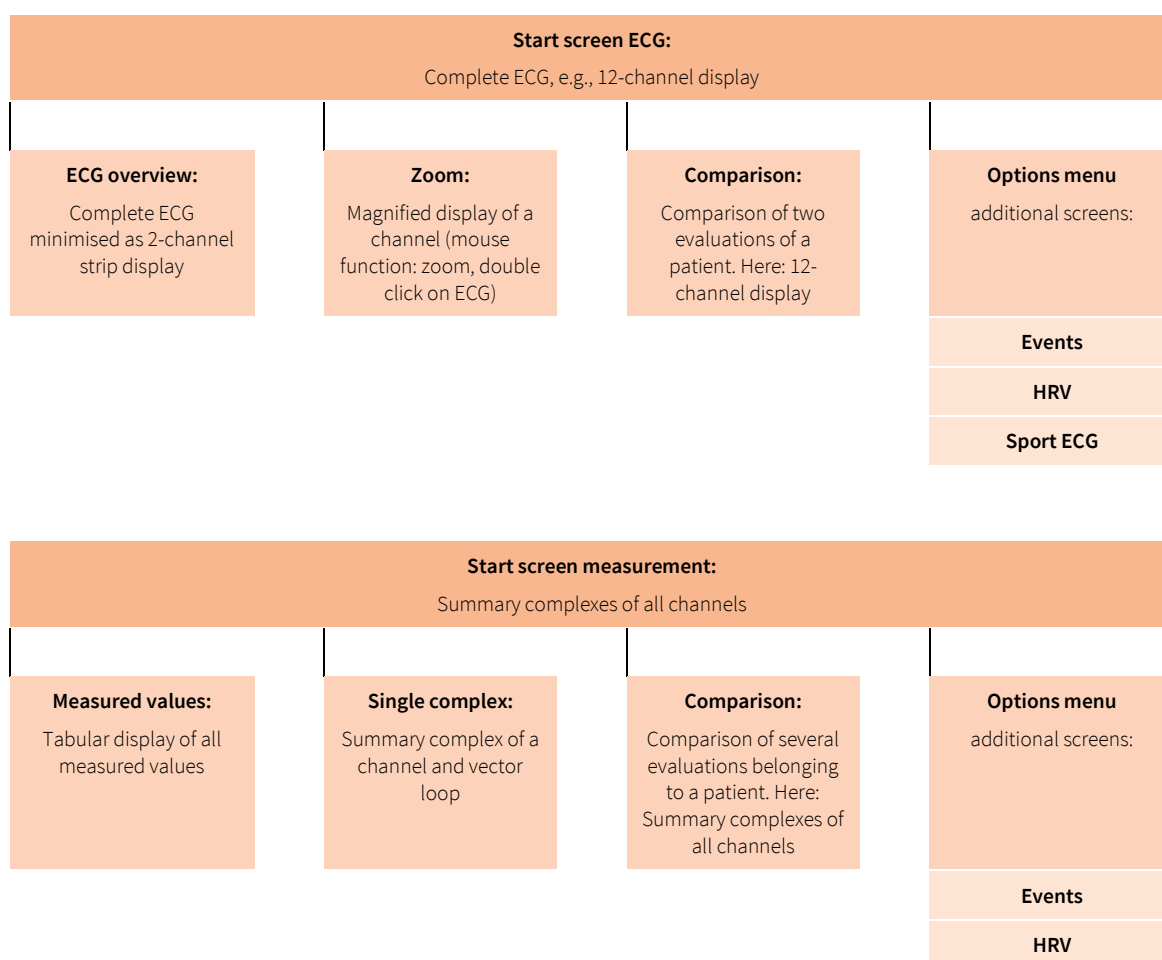 Start screen ECG:
Complete ECG, e.g., 12-channel display
ECG overview:
Complete ECG
minimised as 2-channel
strip display
Zoom:
Magnified display of a
channel (mouse
function: zoom, double
click on ECG)
Comparison:
Comparison of two
evaluations of a
patient. Here: 12-
channel display
Options menu
additional screens:
Events
HRV
Sport ECG
Start screen measurement:
Summary complexes of all channels
Measured values:
Tabular display of all
measured values
Single complex:
Summary complex of a
channel and vector
loop
Comparison:
Comparison of several
evaluations belonging
to a patient. Here:
Summary complexes of
all channels
Options menu
additional screens:
Events
HRV